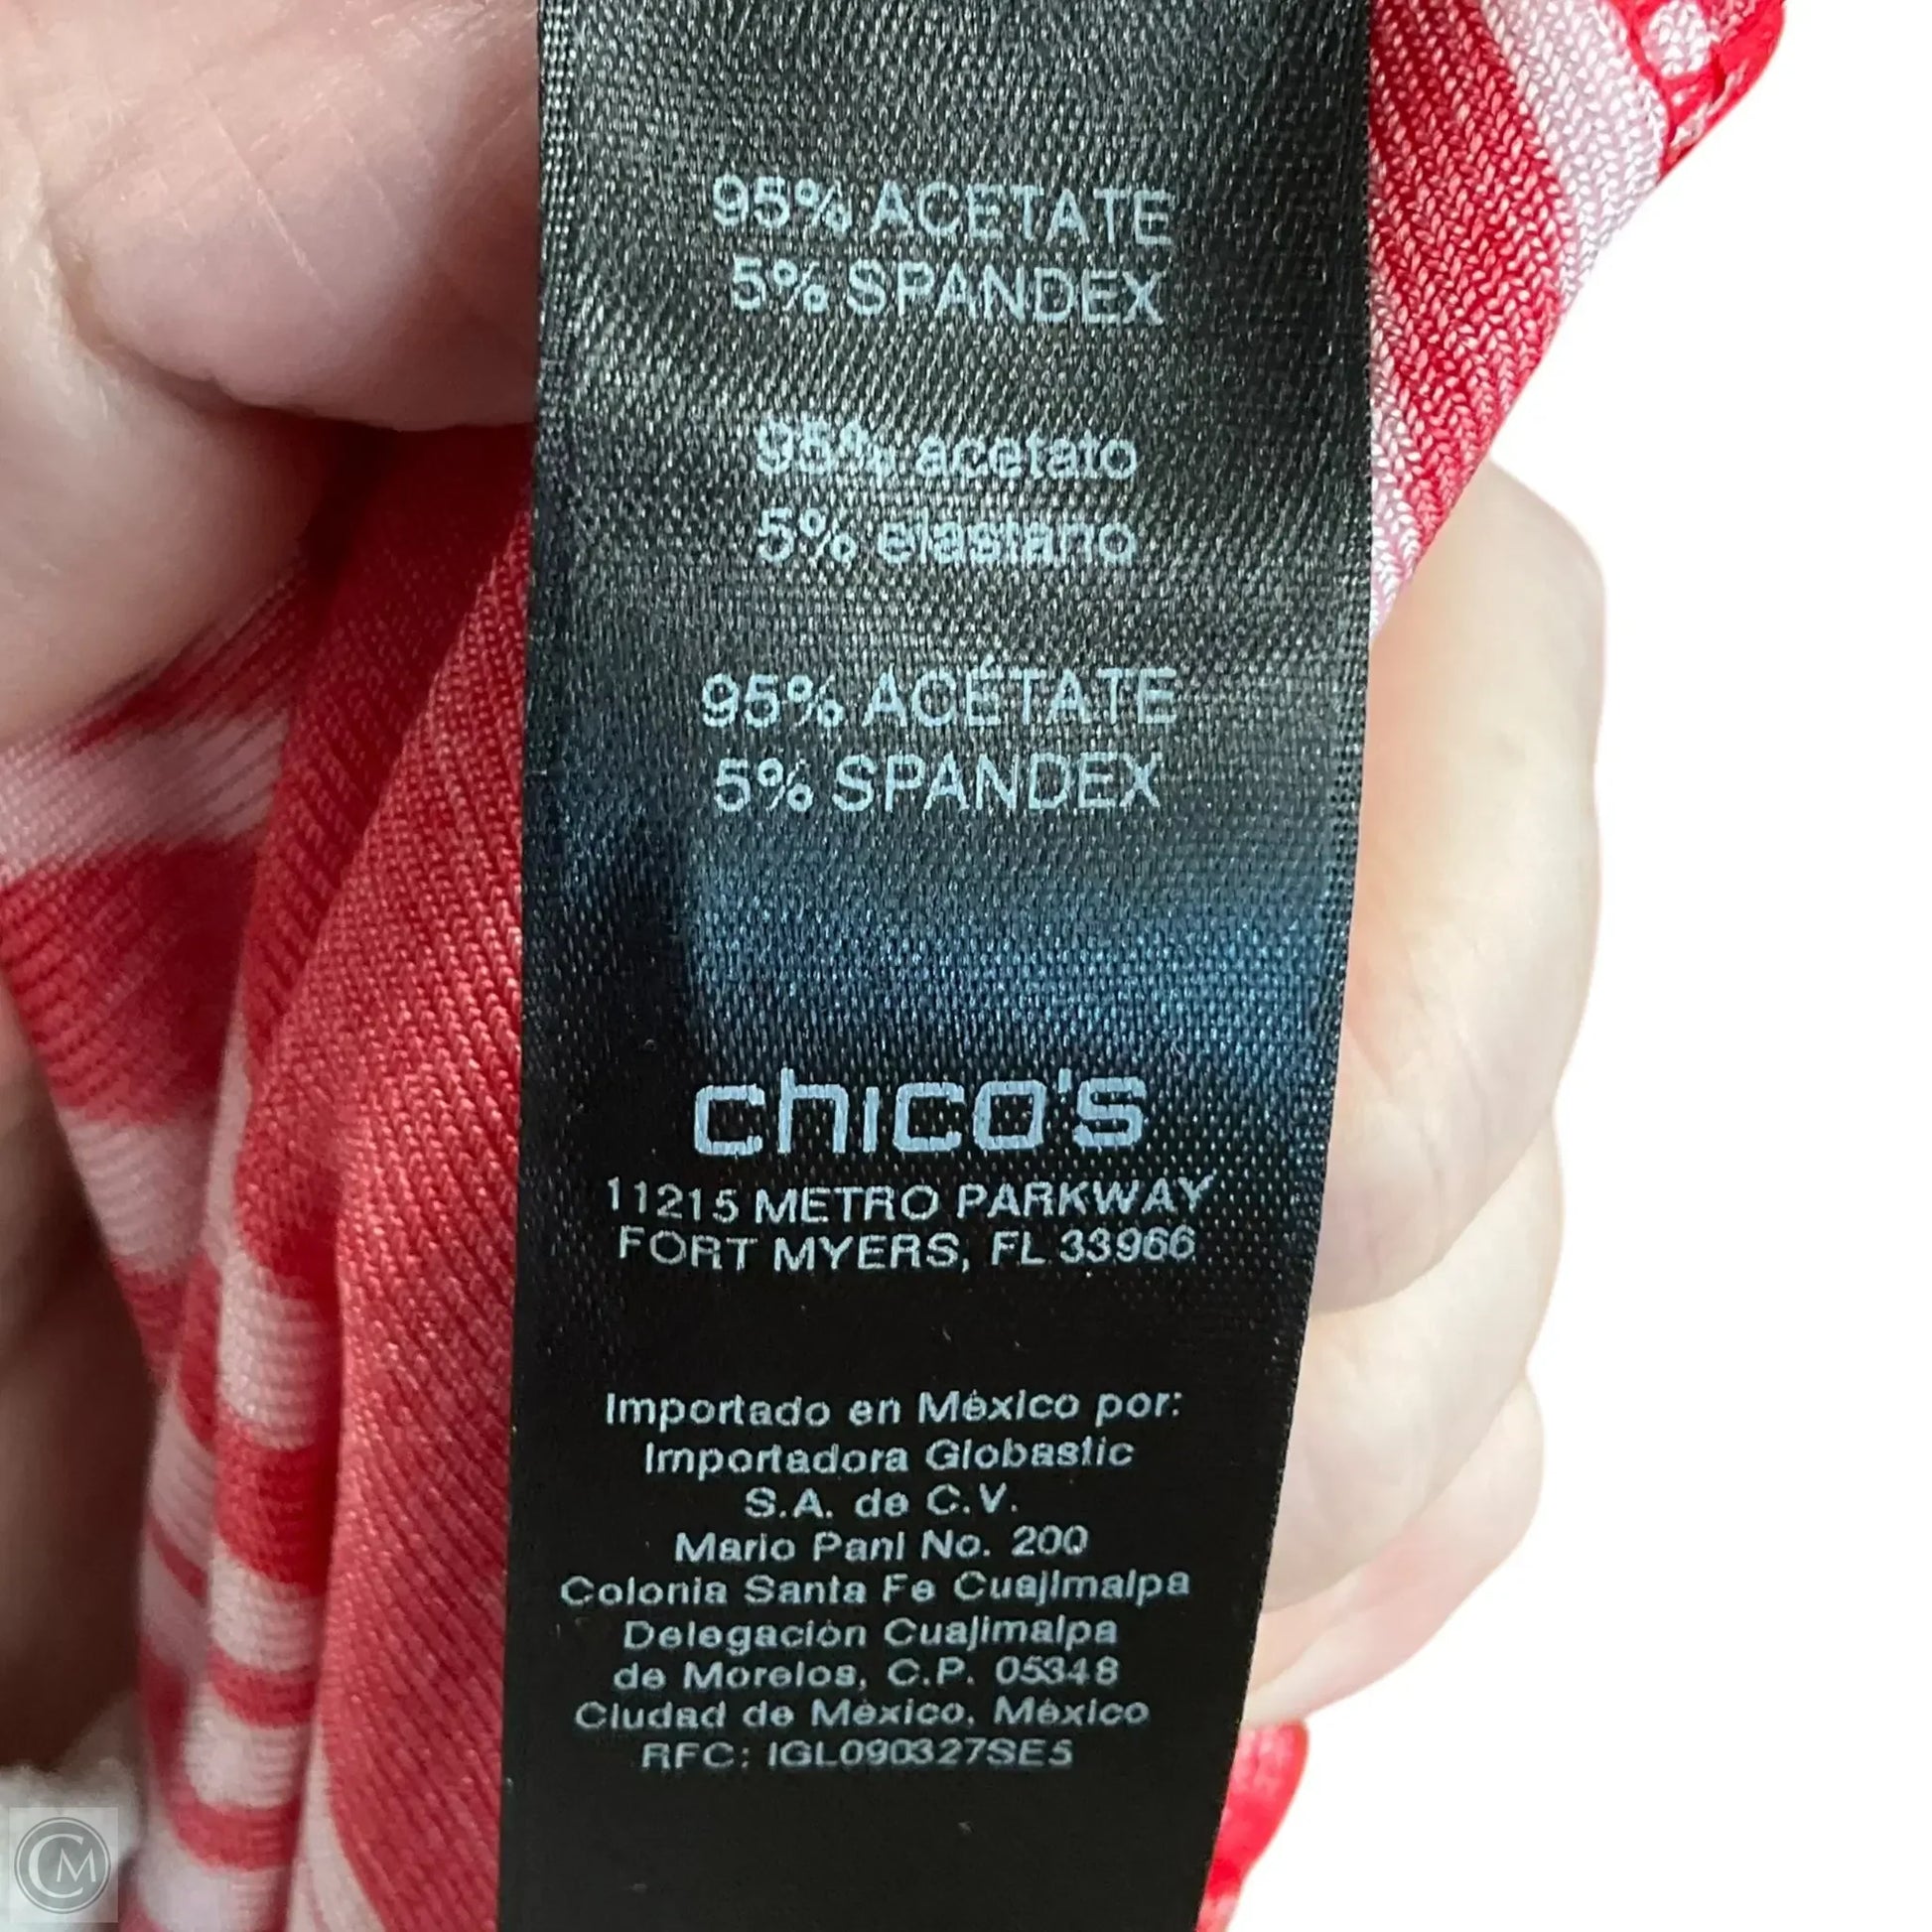 95% ACETATE
5% SPANDEX
95% acetato
5% elastano
95% ACÉTATE
5% SPANDEX
chico's
11215 METRO PARKWAY
FORT MYERS, FL 33966
Importado en México por:
Importadora Globastic
S.A. de C.V.
Mario Pani No. 200
Colonia Santa Fe Cuajimalpa
Delegación Cuajimalpa
de Morelos, C.P. 05348
Ciudad de México, México
RFC: IGL090327SE5
CM